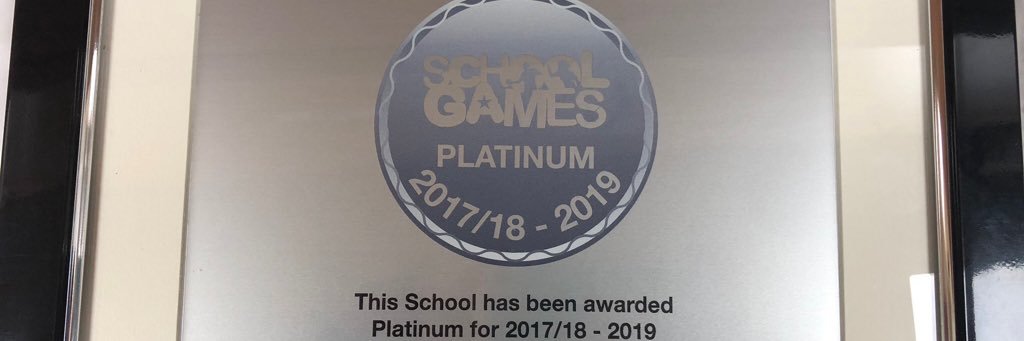 SCHOOL
GAMES
PLATINUM
2017/18 - 2019
This School has been awarded
Platinum for 2017/18 - 2019